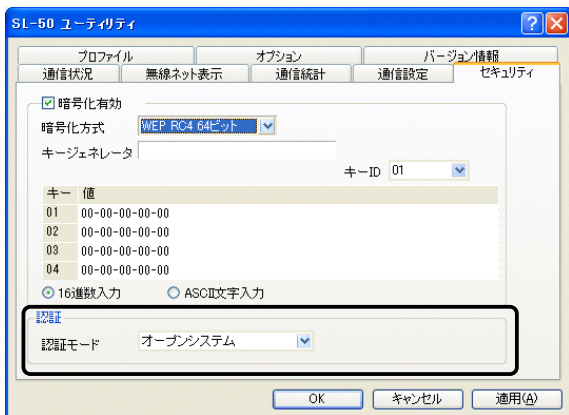 SL-50 ユーティリティ
プロファイル オプション バージョン情報
通信状況 無線ネット表示 通信統計 通信設定 セキュリティ
暗号化有効
暗号化方式 WEP RC4 64ビット
キージェネレータ
キーID 01
キー 値
01 00-00-00-00-00
02 00-00-00-00-00
03 00-00-00-00-00
04 00-00-00-00-00
16進数入力 ASCII文字入力
認証
認証モード オープンシステム
OK キャンセル 適用(A)